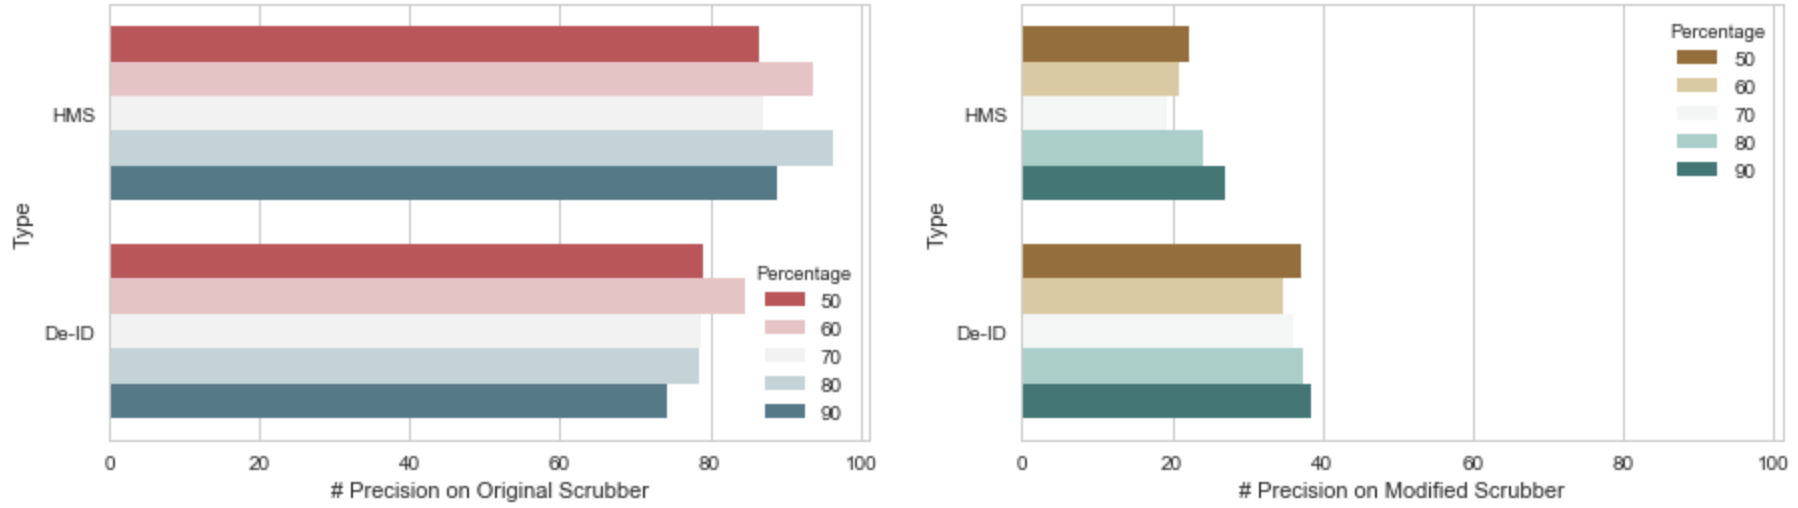 HMS
De-ID
Type
Percentage
50
60
70
80
90
0 20 40 60 80 100
# Precision on Original Scrubber
HMS
De-ID
Type
Percentage
50
60
70
80
90
0 20 40 60 80 100
# Precision on Modified Scrubber